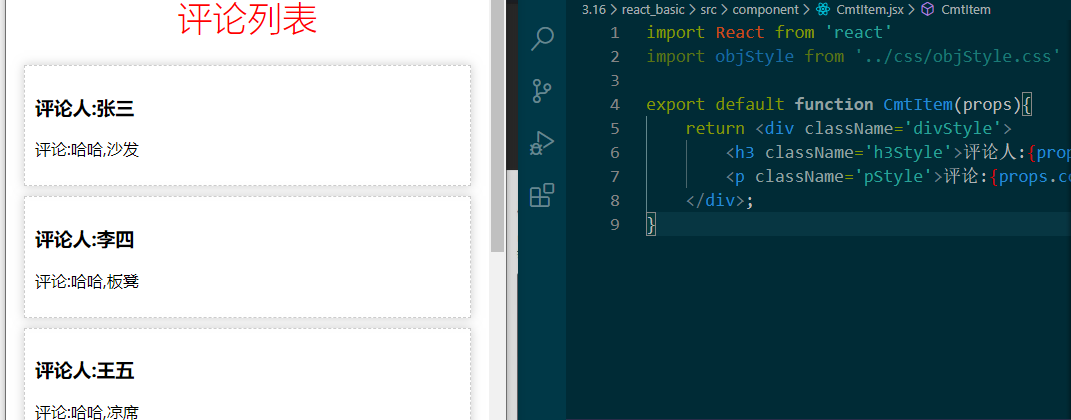 评论列表
评论人:张三
评论:哈哈,沙发
评论人:李四
评论:哈哈,板凳
评论人:王五
评论:哈哈,凉席
3.16 > react_basic > src > component > CmtItem.jsx > CmtItem
1 import React from 'react'
2 import objStyle from '../css/objStyle.css'
3
4 export default function CmtItem(props){
5 return <div className='divStyle'>
6 <h3 className='h3Style'>评论人:{prop
7 <p className='pStyle'>评论:{props.c
8 </div>;
9 }